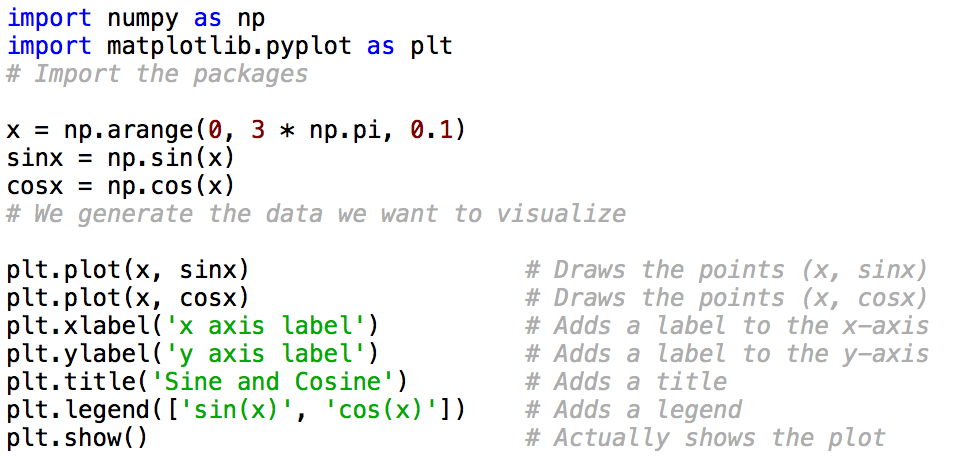 import numpy as np
import matplotlib.pyplot as plt
# Import the packages
x = np.arange(0, 3 * np.pi, 0.1)
sinx = np.sin(x)
cosx = np.cos(x)
# We generate the data we want to visualize
plt.plot(x, sinx) # Draws the points (x, sinx)
plt.plot(x, cosx) # Draws the points (x, cosx)
plt.xlabel('x axis label') # Adds a label to the x-axis
plt.ylabel('y axis label') # Adds a label to the y-axis
plt.title('Sine and Cosine') # Adds a title
plt.legend(['sin(x)', 'cos(x)']) # Adds a legend
plt.show() # Actually shows the plot